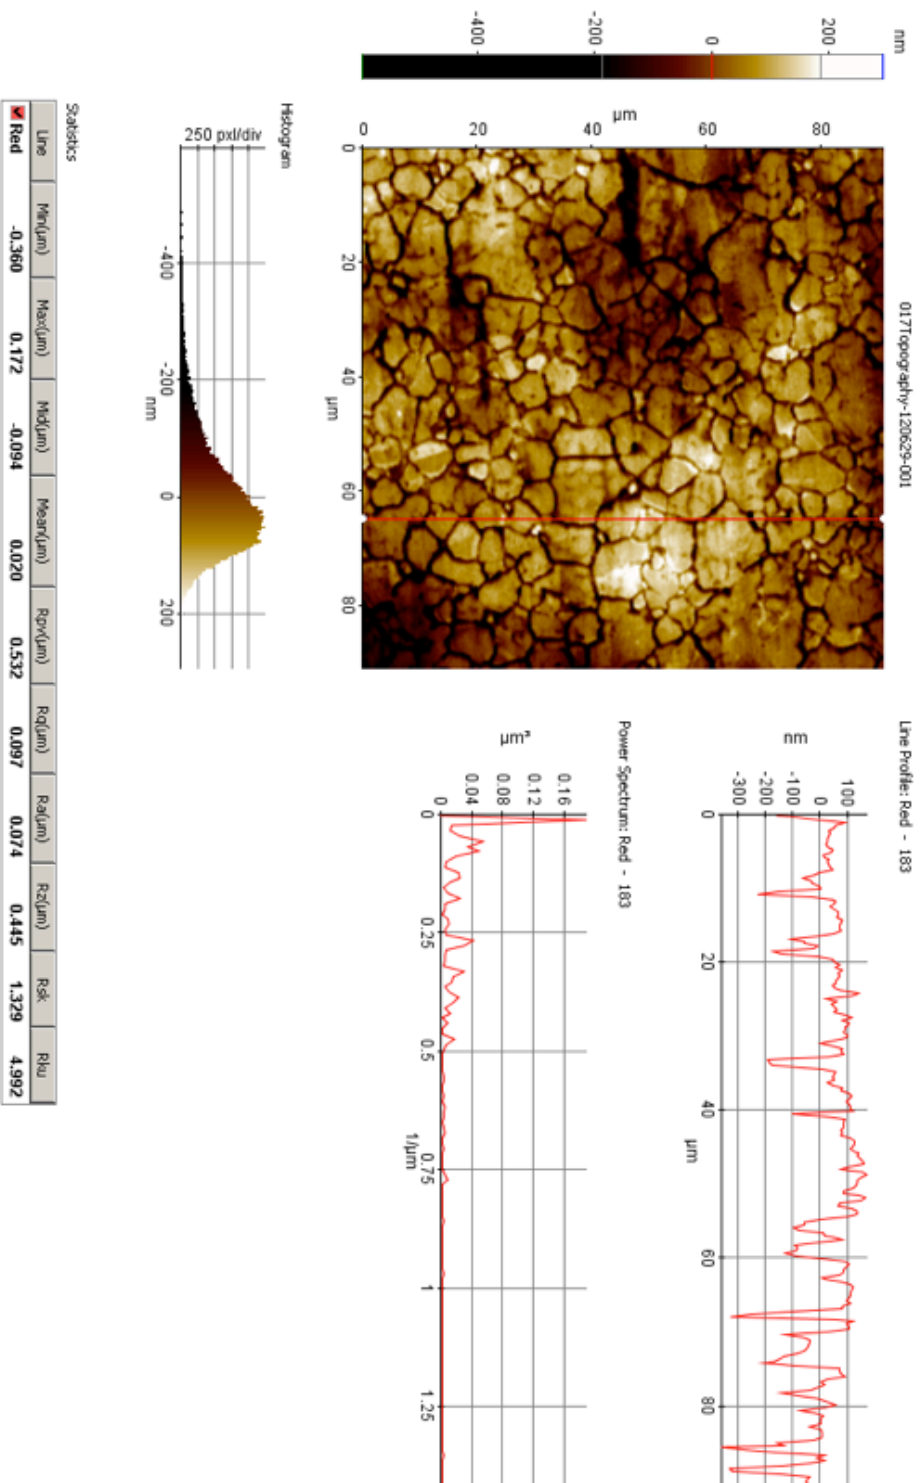 017Topography-120629-001
nm
-400 -200 0 200
µm
0 20 40 60 80
0 20 40 60 80
µm
Line Profile: Red - 183
nm
-300 -200 -100 0 100
0 20 40 60 80
µm
Histogram
250 pxl/div
-400 -200 0 200
nm
Power Spectrum: Red - 183
µm²
0 0.04 0.08 0.12 0.16
0 0.25 0.5 0.75 1 1.25
1/µm
Statistics
Line Min(µm) Max(µm) Mid(µm) Mean(µm) Rpv(µm) Rq(µm) Ra(µm) Rz(µm) Rsk Rku
Red -0.360 0.172 -0.094 0.020 0.532 0.097 0.074 0.445 1.329 4.992